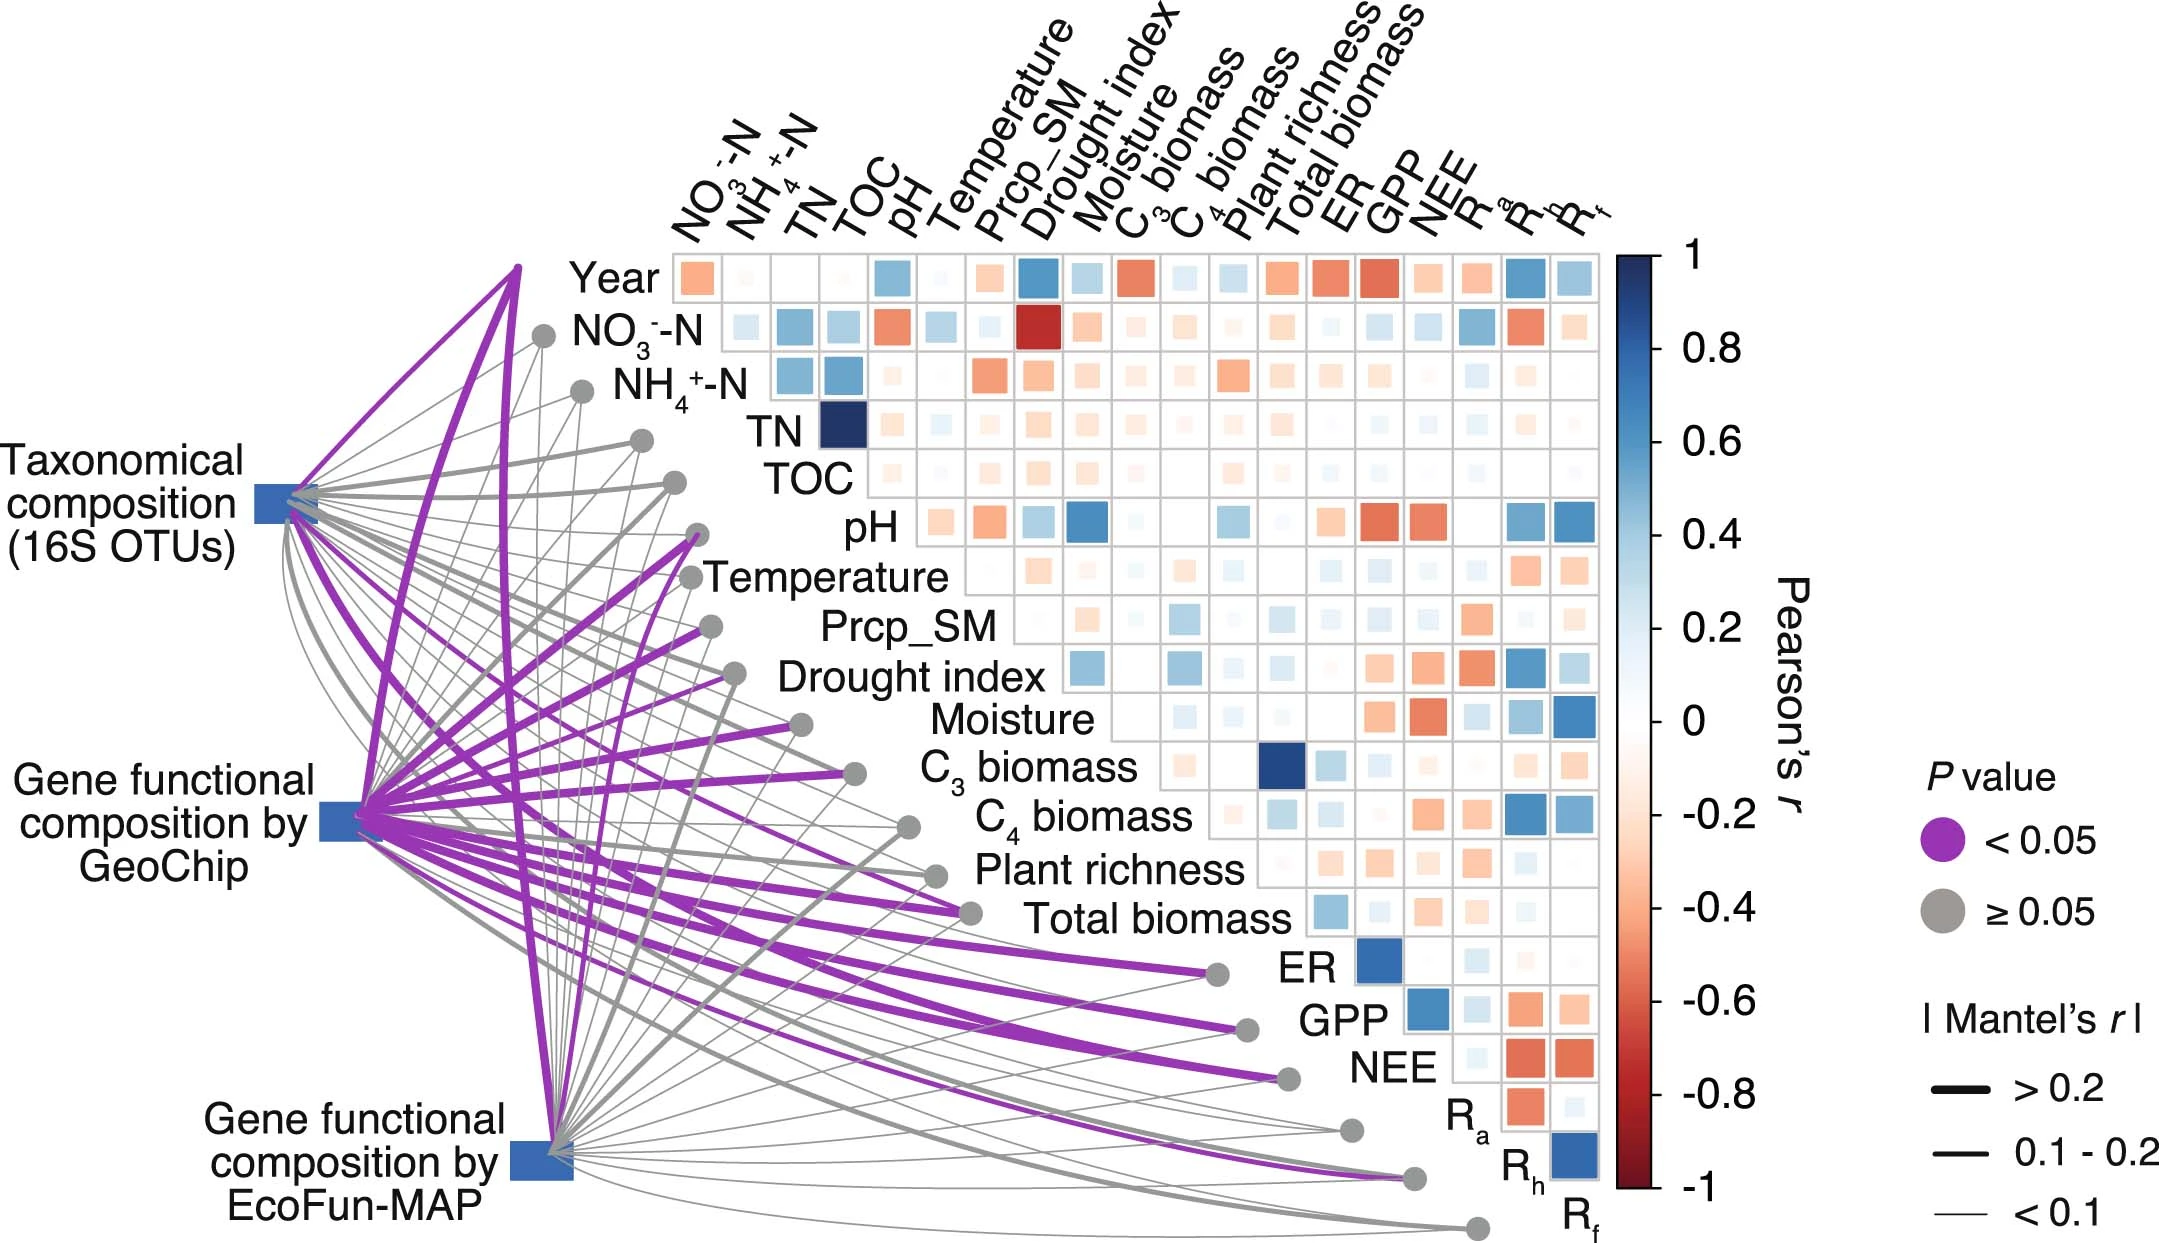 NO3--N
NH4+-N
TN
TOC
pH
Temperature
Prcp_SM
Drought index
Moisture
C3 biomass
C4 biomass
Plant richness
Total biomass
ER
GPP
NEE
Ra
Rh
Rf
Year
NO3--N
NH4+-N
TN
TOC
pH
Temperature
Prcp_SM
Drought index
Moisture
C3 biomass
C4 biomass
Plant richness
Total biomass
ER
GPP
NEE
Ra
Rh
Rf
Taxonomical
composition
(16S OTUs)
Gene functional
composition by
GeoChip
Gene functional
composition by
EcoFun-MAP
1
0.8
0.6
0.4
0.2
0
-0.2
-0.4
-0.6
-0.8
-1
Pearson's r
P value
< 0.05
≥ 0.05
| Mantel's r |
> 0.2
0.1 - 0.2
< 0.1